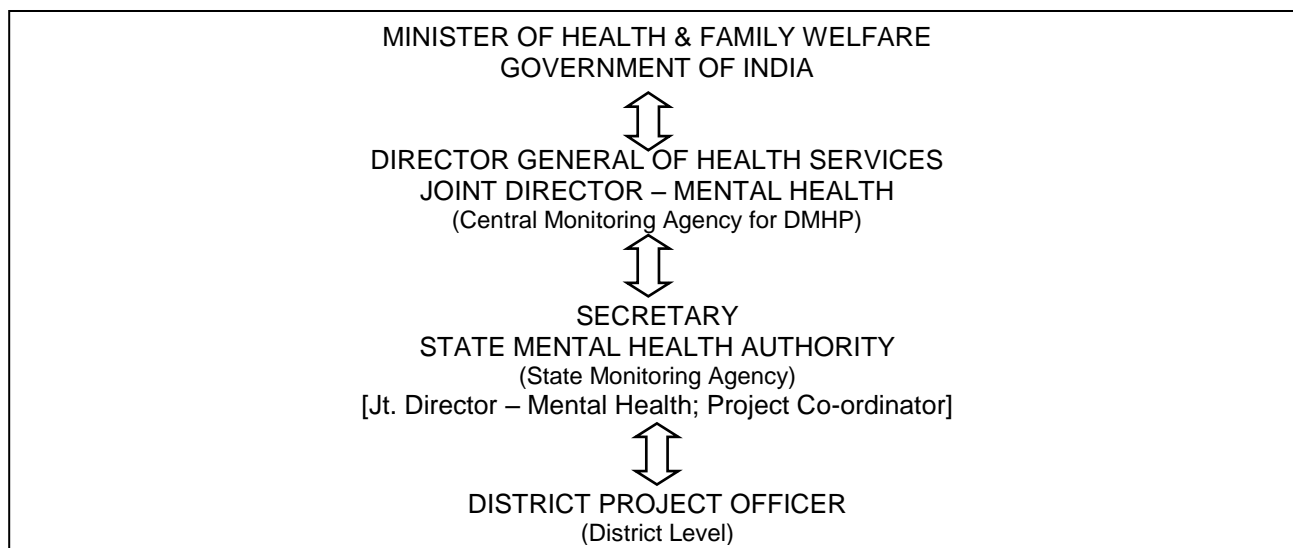 MINISTER OF HEALTH & FAMILY WELFARE
GOVERNMENT OF INDIA
DIRECTOR GENERAL OF HEALTH SERVICES
JOINT DIRECTOR – MENTAL HEALTH
(Central Monitoring Agency for DMHP)
SECRETARY
STATE MENTAL HEALTH AUTHORITY
(State Monitoring Agency)
[Jt. Director – Mental Health; Project Co-ordinator]
DISTRICT PROJECT OFFICER
(District Level)